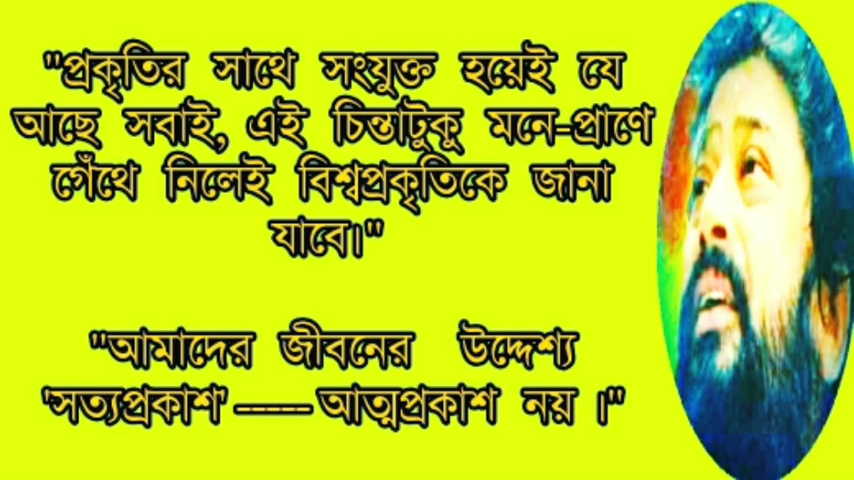 "প্রকৃতির সাথে সংযুক্ত হয়েই যে
আছে সবাই, এই চিন্তাটুকু মনে-প্রাণে
গেঁথে নিলেই বিশ্বপ্রকৃতিকে জানা
যাবে।"
"আমাদের জীবনের উদ্দেশ্য
'সত্যপ্রকাশ' ----- আত্মপ্রকাশ নয় ।"